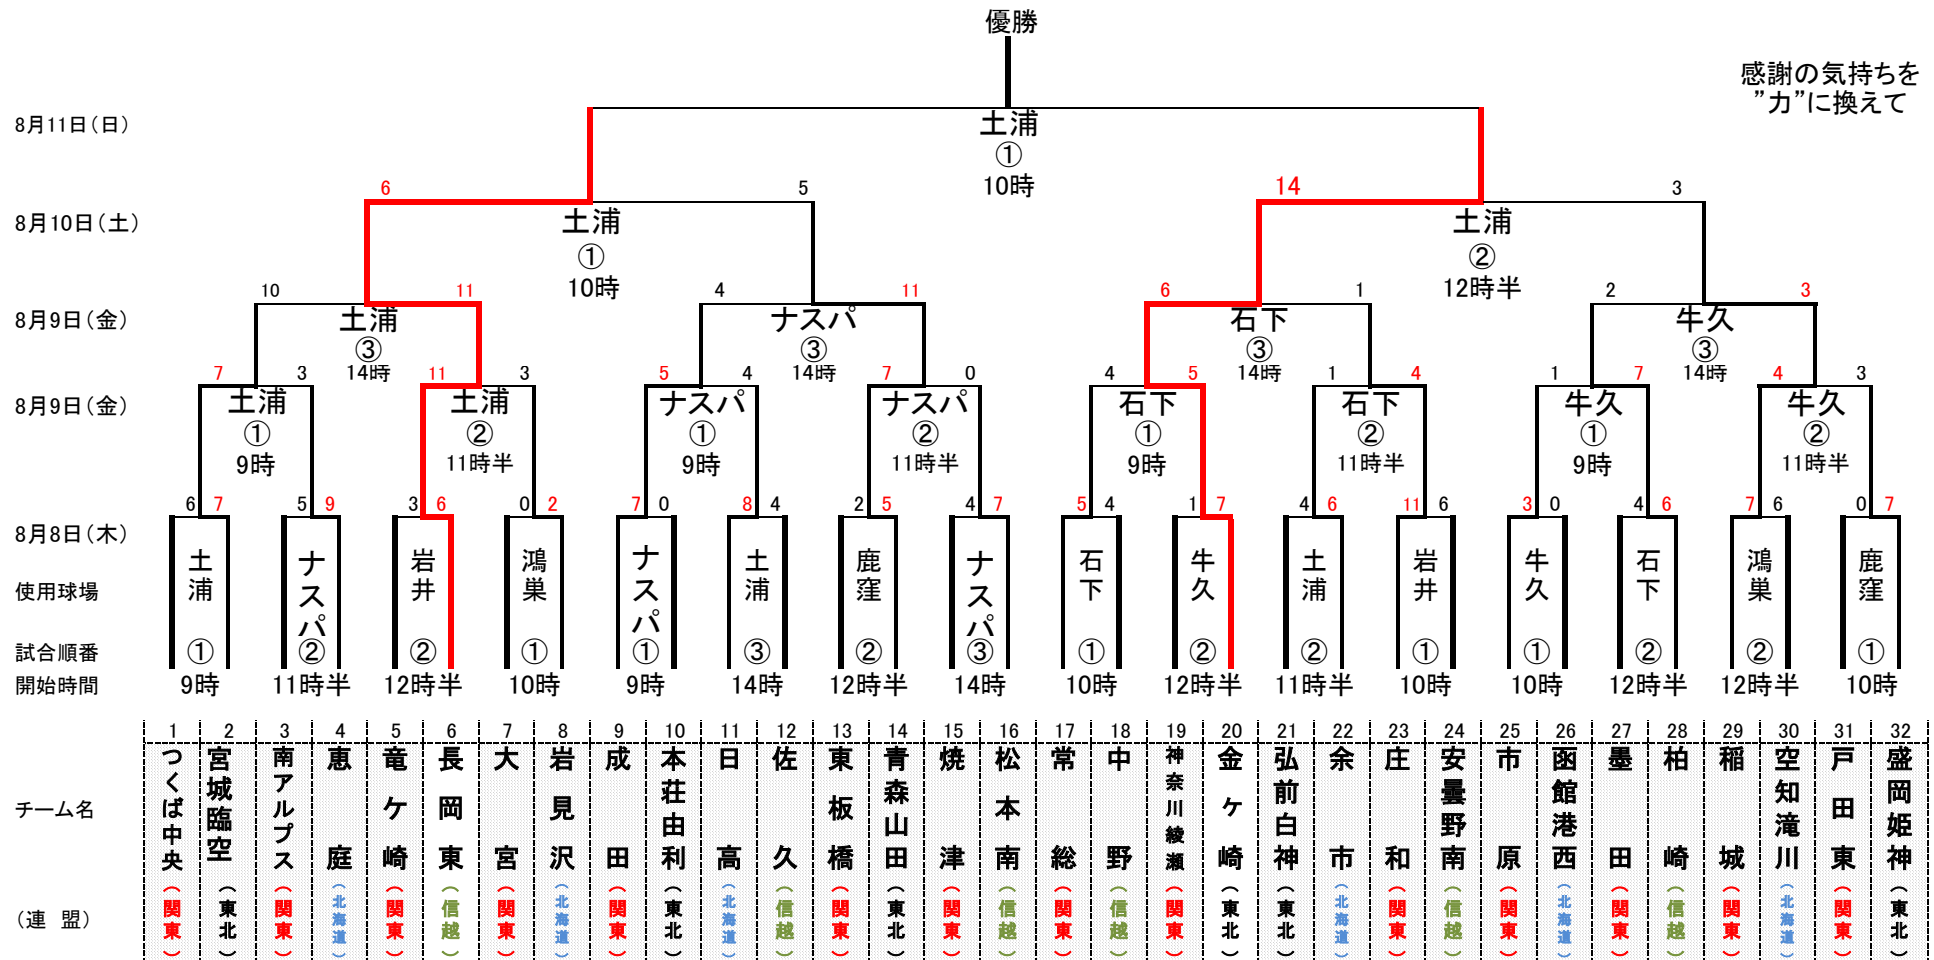 優勝
感謝の気持ちを
”力”に換えて
8月11日(日)
土浦
①
10時
6 5 14 3
8月10日(土)
土浦 土浦
① ②
10時 12時半
10 11 4 11 6 1 2 3
8月9日(金)
土浦 ナスパ 石下 牛久
③ ③ ③ ③
14時 14時 14時 14時
7 3 11 3 5 4 7 0 4 5 1 4 1 7 4 3
8月9日(金)
土浦 土浦 ナスパ ナスパ 石下 石下 牛久 牛久
① ② ① ② ① ② ① ②
9時 11時半 9時 11時半 9時 11時半 9時 11時半
6 7 5 9 3 6 0 2 7 0 8 4 2 5 4 7 5 4 1 7 4 6 11 6 3 0 4 6 7 6 0 7
8月8日(木)
使用球場 土浦 ナスパ 岩井 鴻巣 ナスパ 土浦 鹿窪 ナスパ 石下 牛久 土浦 岩井 牛久 石下 鴻巣 鹿窪
試合順番 ① ② ② ① ① ③ ② ③ ① ② ② ① ① ② ② ①
開始時間 9時 11時半 12時半 10時 9時 14時 12時半 14時 10時 12時半 11時半 10時 10時 12時半 12時半 10時
1 2 3 4 5 6 7 8 9 10 11 12 13 14 15 16 17 18 19 20 21 22 23 24 25 26 27 28 29 30 31 32
チーム名 つくば中央 宮城臨空 南アルプス 恵庭 竜ケ崎 長岡東 大宮 岩見沢 成田 本荘由利 日高 佐久 東板橋 青森山田 焼津 松本南 常総 中野 神奈川綾瀬 金ケ崎 弘前白神 余市 庄和 安曇野南 市原 函館港西 墨田 柏崎 稲城 空知滝川 戸田東 盛岡姫神
(連 盟) (関東) (東北) (関東) (北海道) (関東) (信越) (関東) (北海道) (関東) (東北) (北海道) (信越) (関東) (東北) (関東) (信越) (関東) (信越) (関東) (東北) (東北) (北海道) (関東) (信越) (関東) (北海道) (関東) (信越) (関東) (北海道) (関東) (東北)